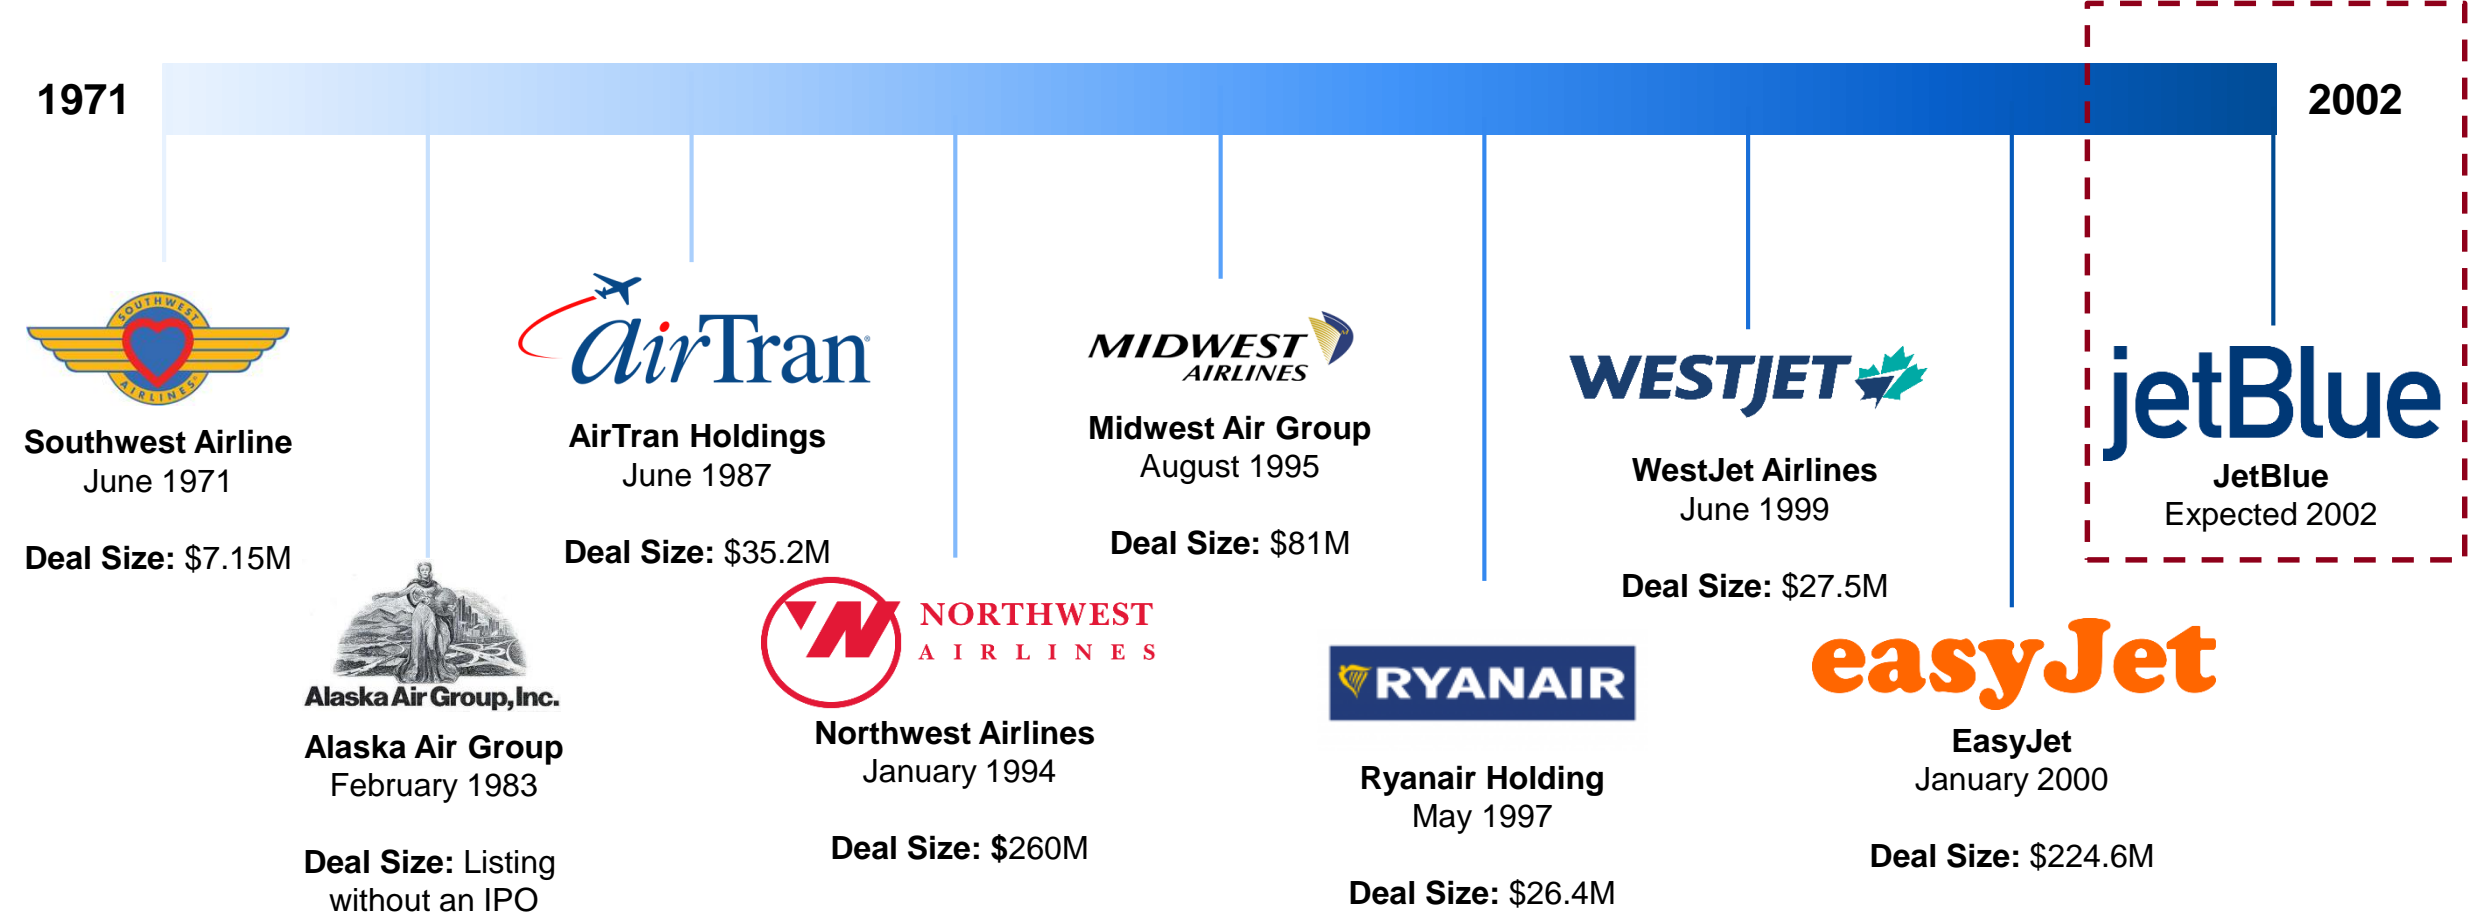 1971
2002
SOUTHWEST
AIRLINES
Southwest Airline
June 1971
Deal Size: $7.15M
Alaska Air Group, Inc.
Alaska Air Group
February 1983
Deal Size: Listing
without an IPO
airTran
AirTran Holdings
June 1987
Deal Size: $35.2M
NORTHWEST
AIRLINES
Northwest Airlines
January 1994
Deal Size: $260M
MIDWEST
AIRLINES
Midwest Air Group
August 1995
Deal Size: $81M
RYANAIR
Ryanair Holding
May 1997
Deal Size: $26.4M
WESTJET
WestJet Airlines
June 1999
Deal Size: $27.5M
easyJet
EasyJet
January 2000
Deal Size: $224.6M
jetBlue
JetBlue
Expected 2002